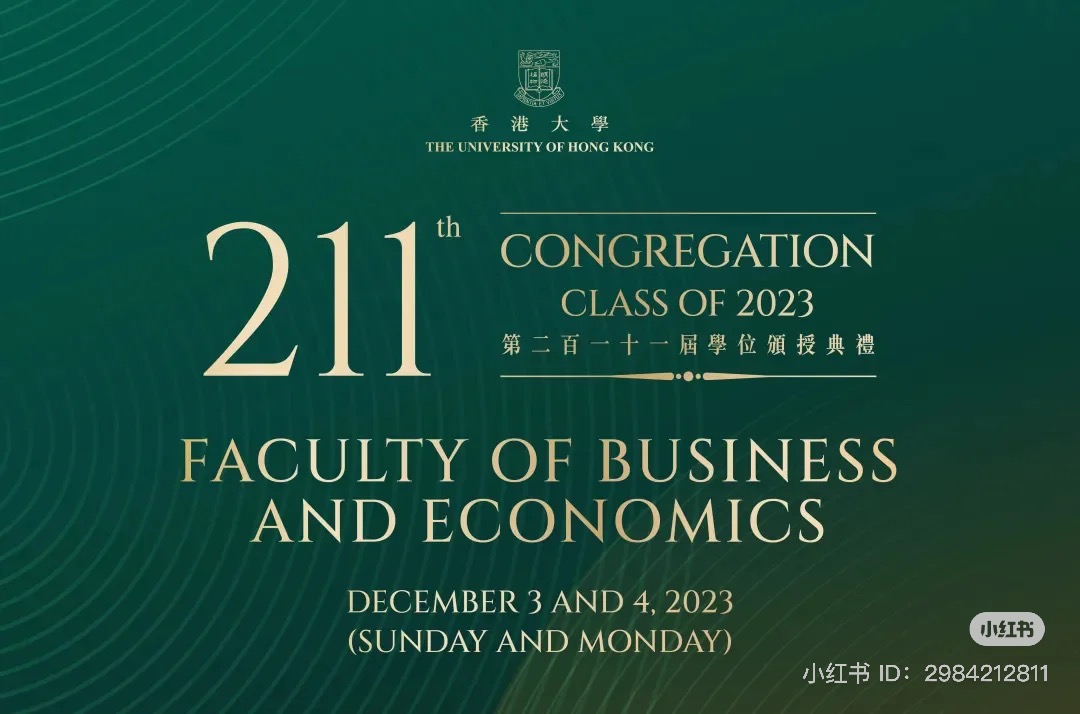 香港大學
THE UNIVERSITY OF HONG KONG
211th
CONGREGATION
CLASS OF 2023
第二百一十一屆學位頒授典禮
FACULTY OF BUSINESS
AND ECONOMICS
DECEMBER 3 AND 4, 2023
(SUNDAY AND MONDAY)
小红书
小红书 ID: 2984212811